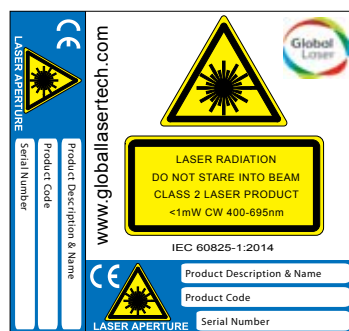 CE
LASER APERTURE
Product Description & Name
Product Code
Serial Number
www.globallasertech.com
Global
Laser
LASER RADIATION
DO NOT STARE INTO BEAM
CLASS 2 LASER PRODUCT
<1mW CW 400-695nm
IEC 60825-1:2014
CE
LASER APERTURE
Product Description & Name
Product Code
Serial Number